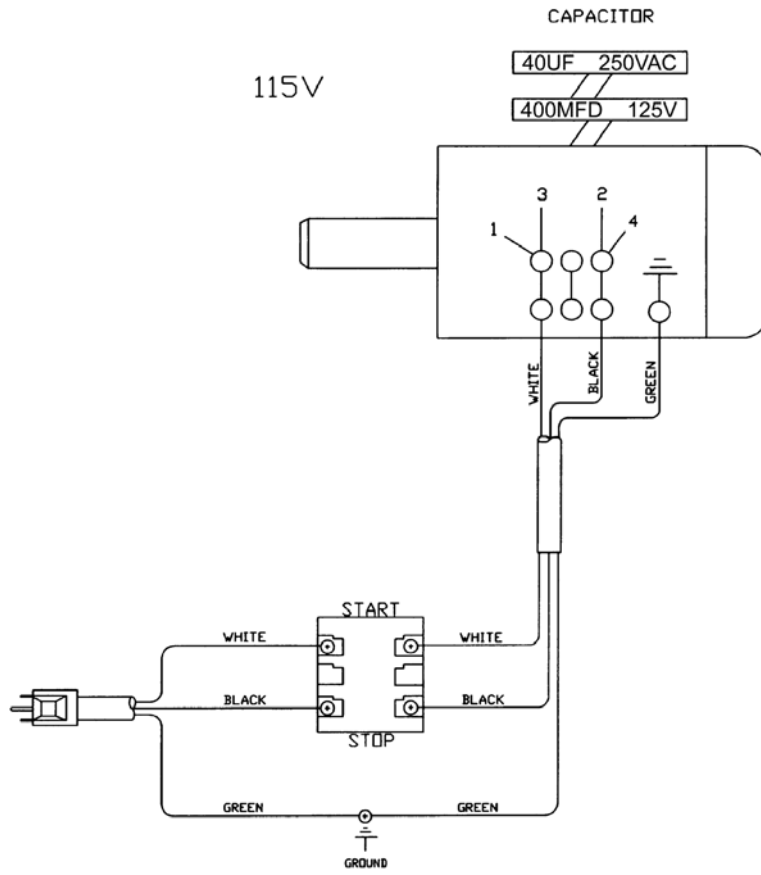 CAPACITOR
40UF 250VAC
115V
400MFD 125V
3 2
1 4
WHITE
BLACK
GREEN
START
WHITE
WHITE
BLACK
BLACK
STOP
GREEN
GREEN
GROUND